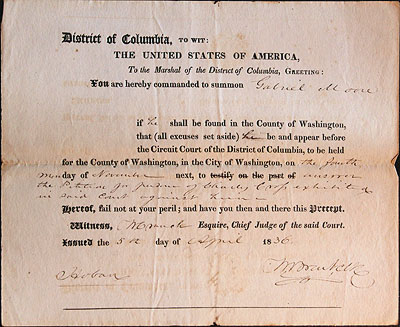 District of Columbia, TO WIT:
THE UNITED STATES OF AMERICA,
To the Marshal of the District of Columbia, GREETING:
You are hereby commanded to summon Gabriel Moore
if he shall be found in the County of Washington,
that (all excuses set aside) he be and appear before
the Circuit Court of the District of Columbia, to be held
for the County of Washington, in the City of Washington, on the fourth
Mon day of November next, to testify on the part of answer
the Petition for of Charles exhibited
in said Court against him
Hereof, fail not at your peril; and have you then and there this Precept.
Witness, Cranch Esquire, Chief Judge of the said Court.
Issued the 5th day of April 1836
Hoban W Brent Clk